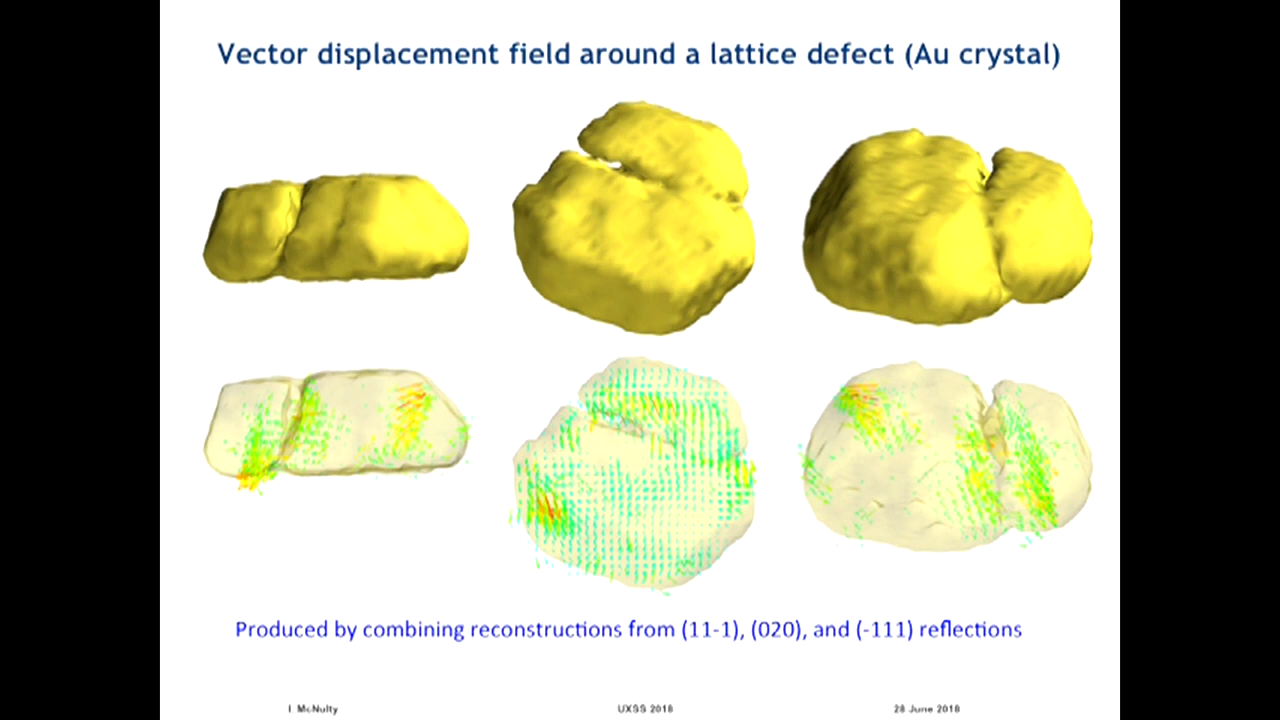 Vector displacement field around a lattice defect (Au crystal)
Produced by combining reconstructions from (11-1), (020), and (-111) reflections
I McNulty
UXSS 2018
28 June 2018